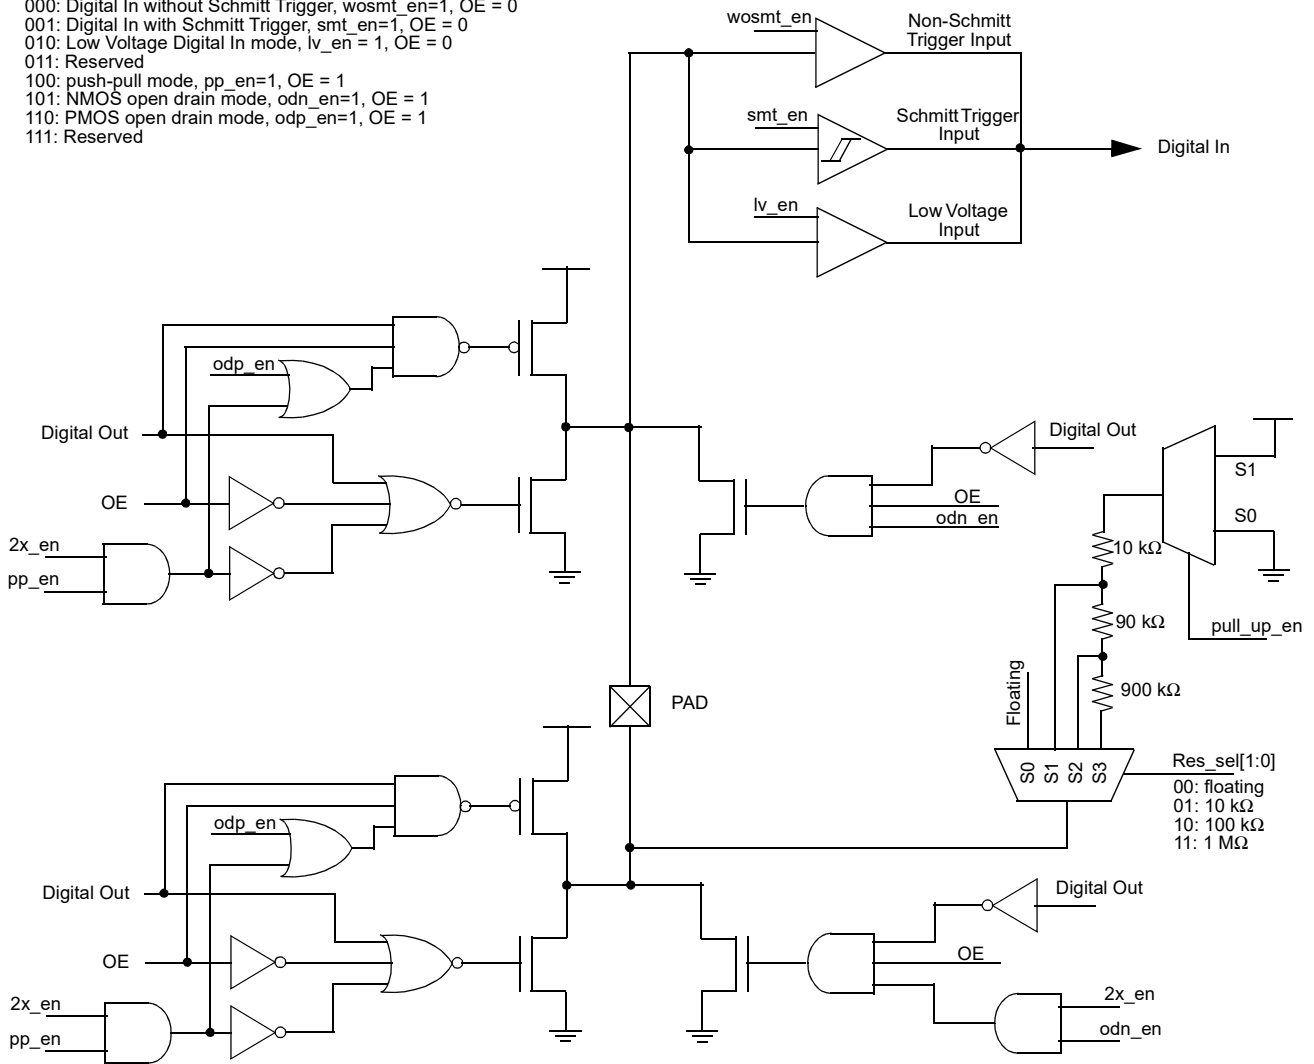 000: Digital In without Schmitt Trigger, wosmt_en=1, OE = 0
001: Digital In with Schmitt Trigger, smt_en=1, OE = 0
010: Low Voltage Digital In mode, lv_en = 1, OE = 0
011: Reserved
100: push-pull mode, pp_en=1, OE = 1
101: NMOS open drain mode, odn_en=1, OE = 1
110: PMOS open drain mode, odp_en=1, OE = 1
111: Reserved
wosmt_en
Non-Schmitt
Trigger Input
smt_en
Schmitt Trigger
Input
Digital In
lv_en
Low Voltage
Input
odp_en
Digital Out
OE
2x_en
pp_en
Digital Out
OE
odn_en
S1
S0
10 kΩ
90 kΩ
900 kΩ
pull_up_en
Floating
PAD
S0
S1
S2
S3
Res_sel[1:0]
00: floating
01: 10 kΩ
10: 100 kΩ
11: 1 MΩ
odp_en
Digital Out
OE
2x_en
pp_en
Digital Out
OE
2x_en
odn_en